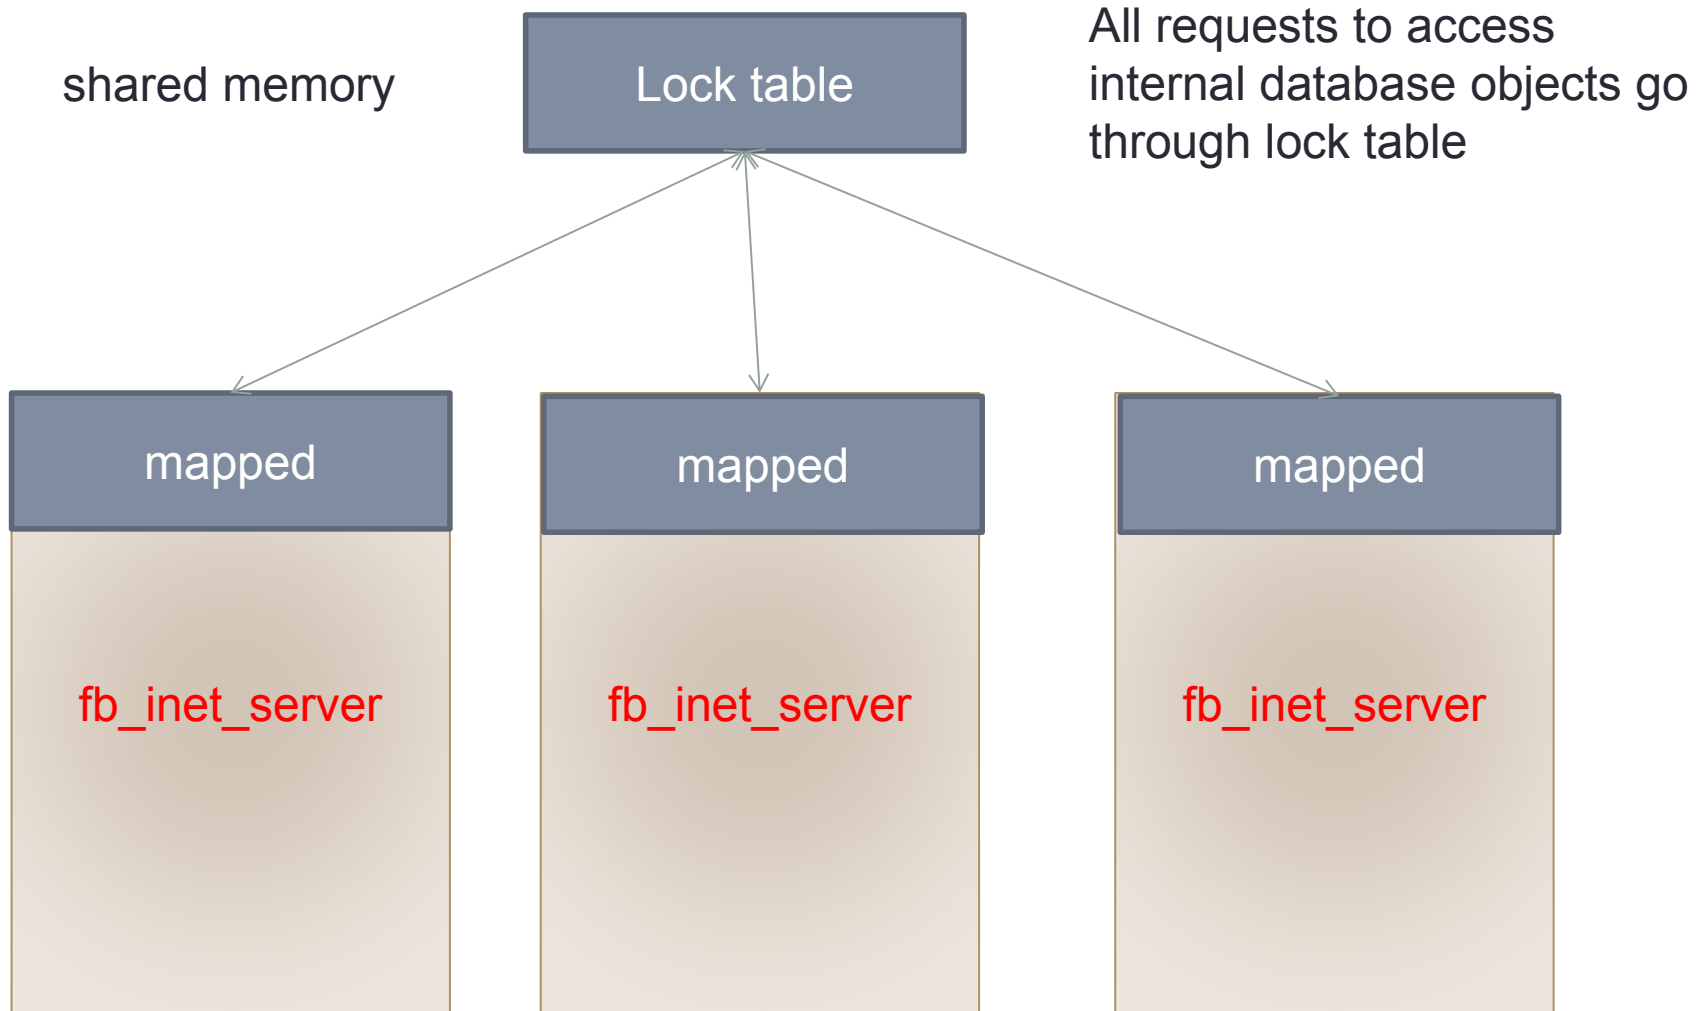 shared memory
Lock table
All requests to access
internal database objects go
through lock table
mapped
mapped
mapped
fb_inet_server
fb_inet_server
fb_inet_server